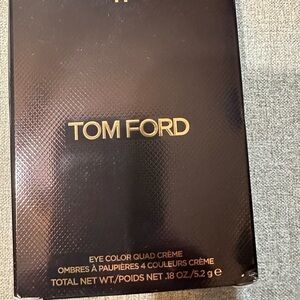 TOM FORD
EYE COLOR QUAD CRÈME
OMBRES À PAUPIÈRES 4 COULEURS CRÈME
TOTAL NET WT./POIDS NET .18 OZ./5.2 g ℮